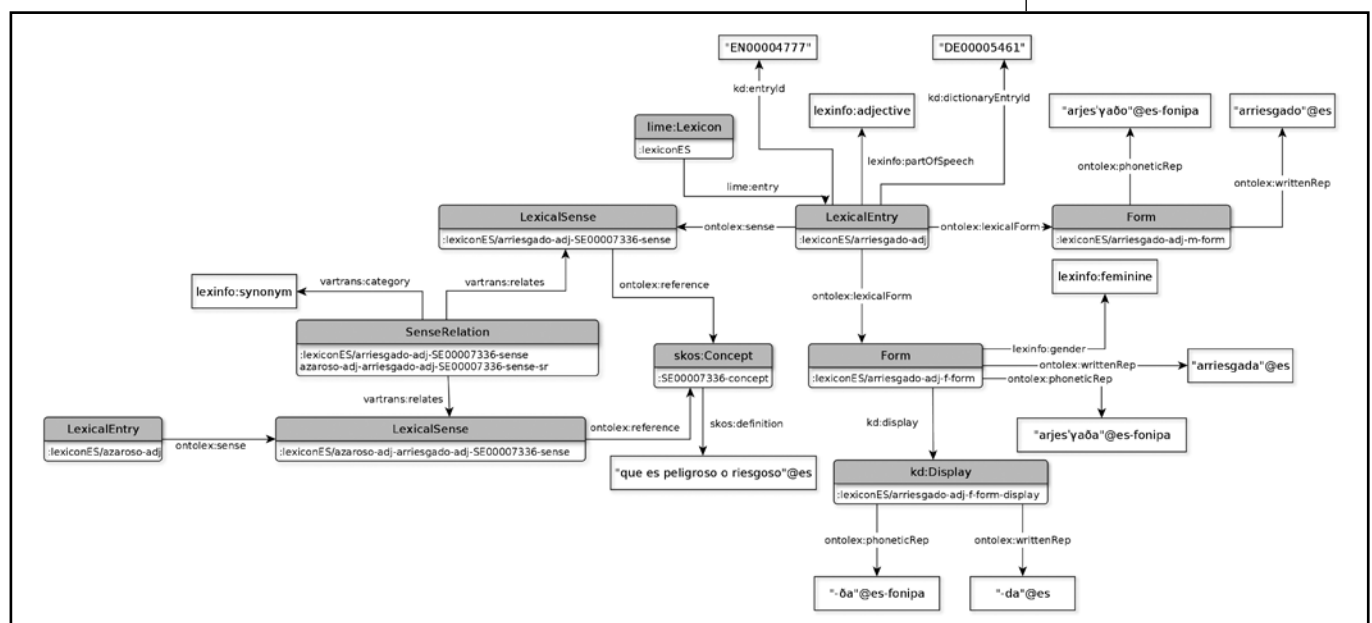 "EN00004777"
"DE00005461"
kd:entryId
kd:dictionaryEntryId
lexinfo:adjective
"arjes'ɣaðo"@es-fonipa
"arriesgado"@es
lime:Lexicon
:lexiconES
lexinfo:partOfSpeech
ontolex:phoneticRep
ontolex:writtenRep
lime:entry
LexicalSense
:lexiconES/arriesgado-adj-SE00007336-sense
ontolex:sense
LexicalEntry
:lexiconES/arriesgado-adj
ontolex:lexicalForm
Form
:lexiconES/arriesgado-adj-m-form
lexinfo:synonym
vartrans:category
vartrans:relates
ontolex:reference
ontolex:lexicalForm
lexinfo:feminine
SenseRelation
:lexiconES/arriesgado-adj-SE00007336-sense
azaroso-adj-arriesgado-adj-SE00007336-sense-sr
skos:Concept
:SE00007336-concept
Form
:lexiconES/arriesgado-adj-f-form
lexinfo:gender
ontolex:writtenRep
ontolex:phoneticRep
"arriesgada"@es
vartrans:relates
LexicalEntry
:lexiconES/azaroso-adj
ontolex:sense
LexicalSense
:lexiconES/azaroso-adj-arriesgado-adj-SE00007336-sense
ontolex:reference
skos:definition
kd:display
"arjes'ɣaða"@es-fonipa
"que es peligroso o riesgoso"@es
kd:Display
:lexiconES/arriesgado-adj-f-form-display
ontolex:phoneticRep
ontolex:writtenRep
"-ða"@es-fonipa
"-da"@es